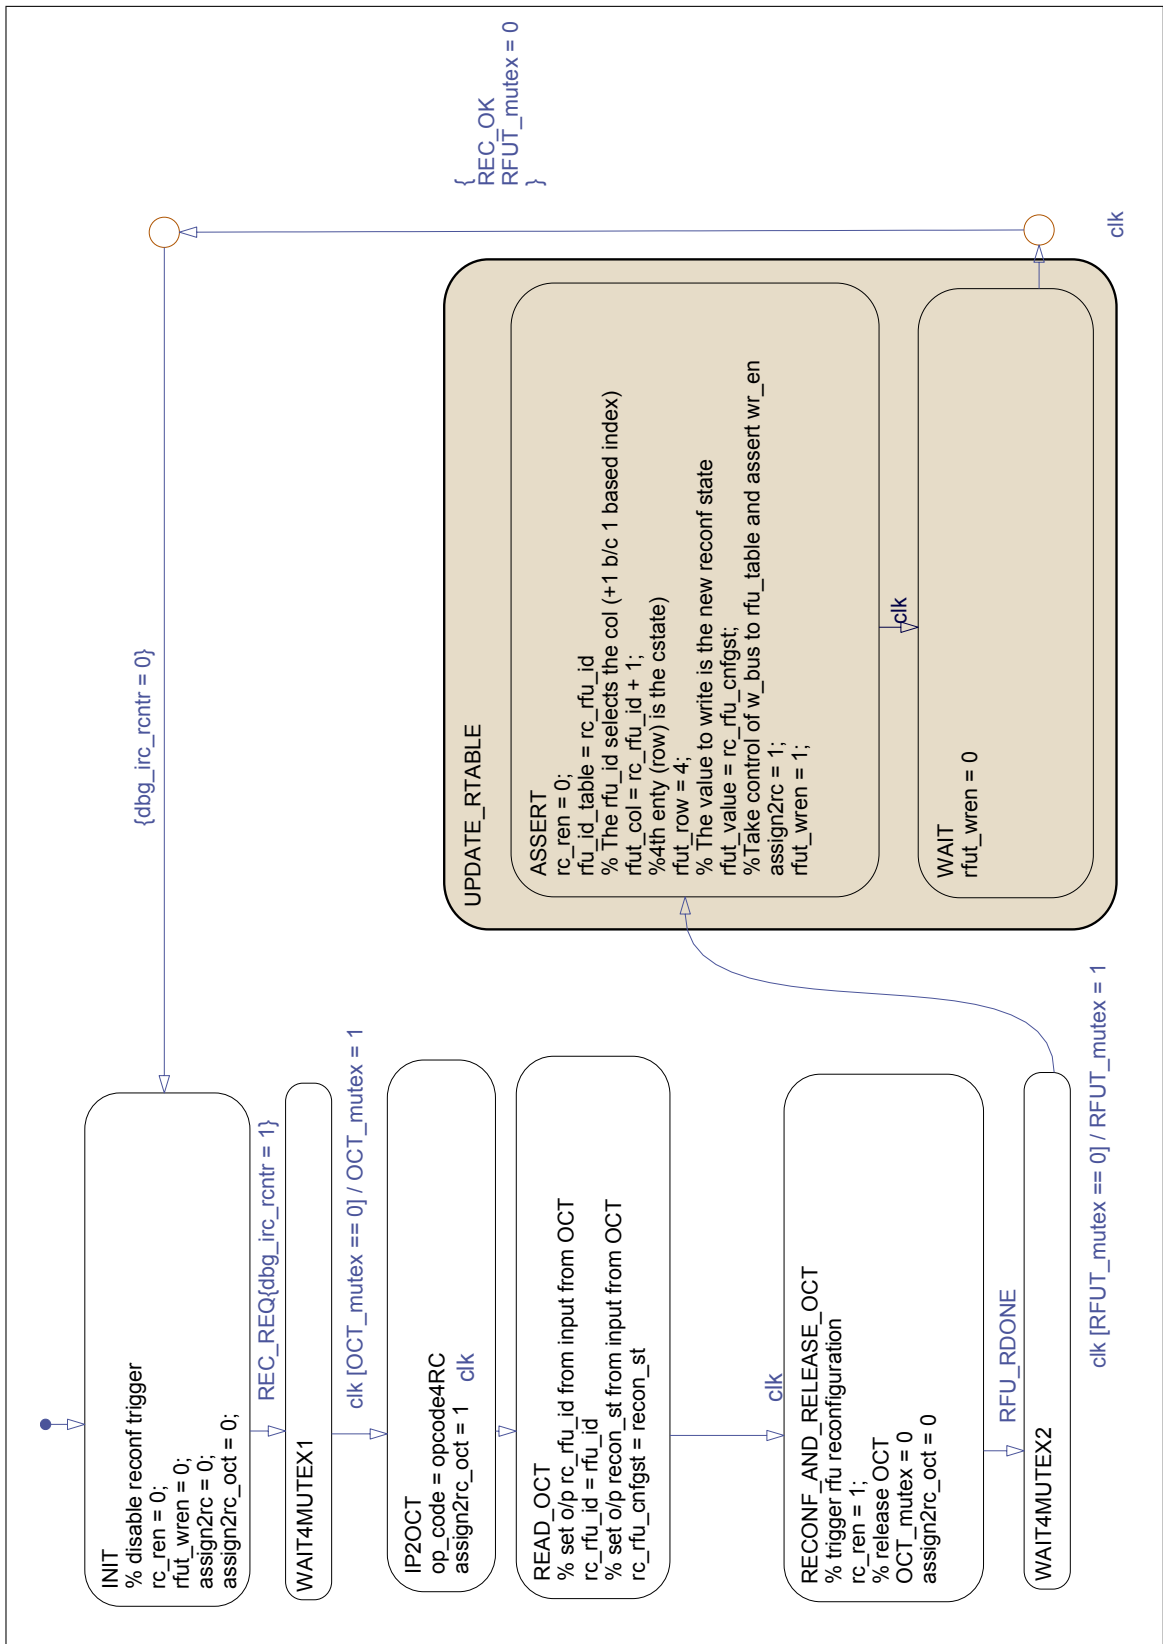 INIT
% disable reconf trigger
rc_ren = 0;
rfut_wren = 0;
assign2rc = 0;
assign2rc_oct = 0;
{dbg_irc_rcntr = 0}
REC_REQ{dbg_irc_rcntr = 1}
WAIT4MUTEX1
clk [OCT_mutex == 0] / OCT_mutex = 1
IP2OCT
op_code = opcode4RC
assign2rc_oct = 1
clk
READ_OCT
% set o/p rc_rfu_id from input from OCT
rc_rfu_id = rfu_id
% set o/p recon_st from input from OCT
rc_rfu_cnfgst = recon_st
clk
RECONF_AND_RELEASE_OCT
% trigger rfu reconfiguration
rc_ren = 1;
% release OCT
OCT_mutex = 0
assign2rc_oct = 0
RFU_RDONE
WAIT4MUTEX2
clk [RFUT_mutex == 0] / RFUT_mutex = 1
UPDATE_RTABLE
ASSERT
rc_ren = 0;
rfu_id_table = rc_rfu_id
% The rfu_id selects the col (+1 b/c 1 based index)
rfut_col = rc_rfu_id + 1;
%4th enty (row) is the cstate)
rfut_row = 4;
% The value to write is the new reconf state
rfut_value = rc_rfu_cnfgst;
%Take control of w_bus to rfu_table and assert wr_en
assign2rc = 1;
rfut_wren = 1;
clk
WAIT
rfut_wren = 0
clk
{
REC_OK
RFUT_mutex = 0
}